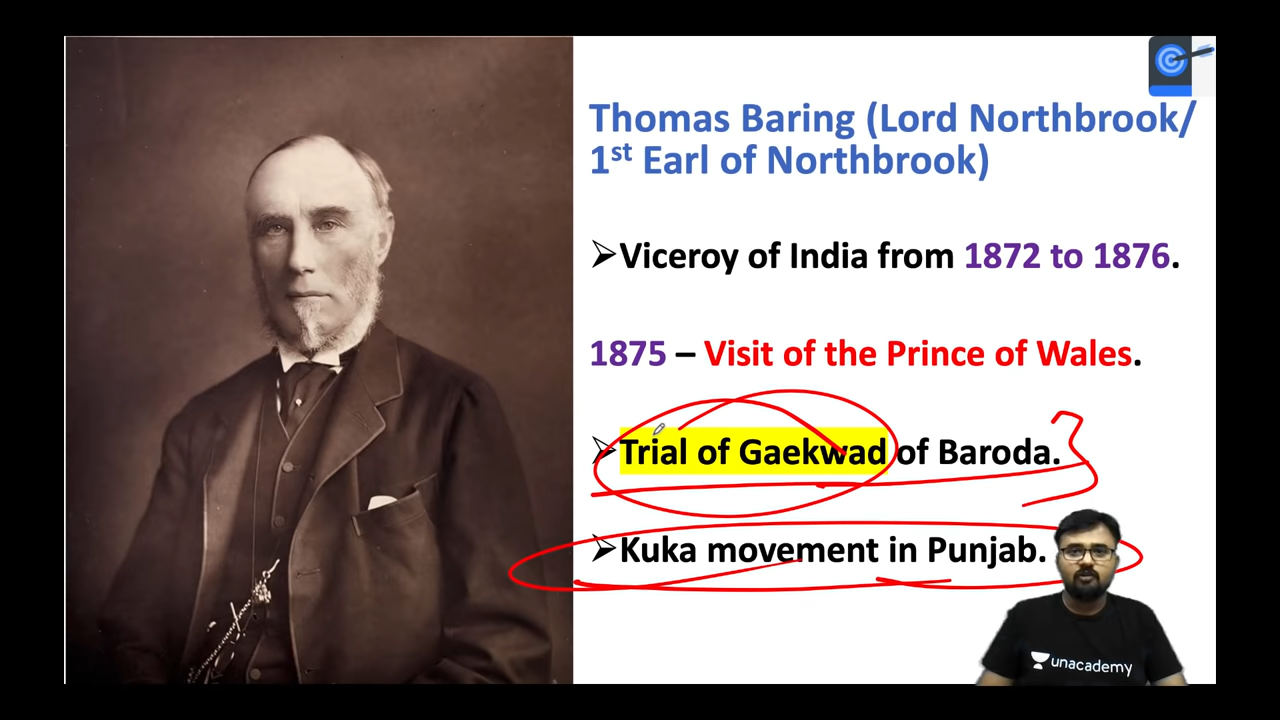 Thomas Baring (Lord Northbrook/
1st Earl of Northbrook)
➢Viceroy of India from 1872 to 1876.
1875 – Visit of the Prince of Wales.
➢Trial of Gaekwad of Baroda.
➢Kuka movement in Punjab.
unacademy